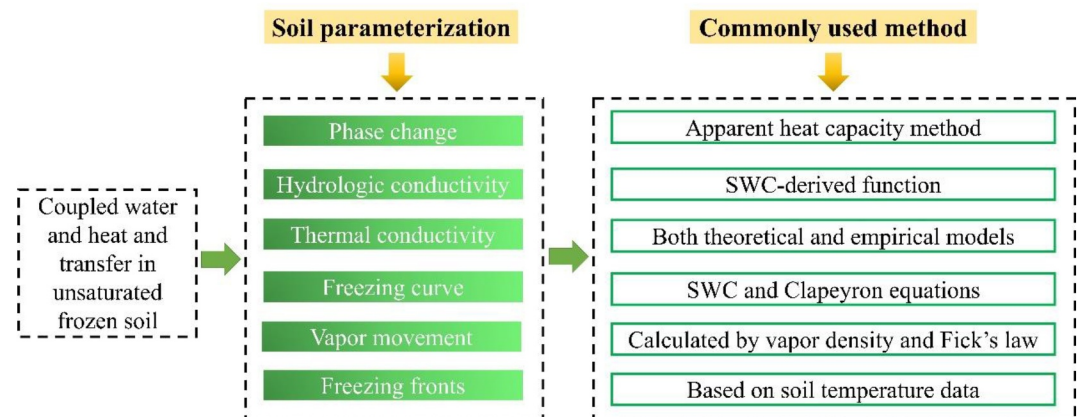 Soil parameterization
Commonly used method
Coupled water
and heat and
transfer in
unsaturated
frozen soil
Phase change
Hydrologic conductivity
Thermal conductivity
Freezing curve
Vapor movement
Freezing fronts
Apparent heat capacity method
SWC-derived function
Both theoretical and empirical models
SWC and Clapeyron equations
Calculated by vapor density and Fick's law
Based on soil temperature data